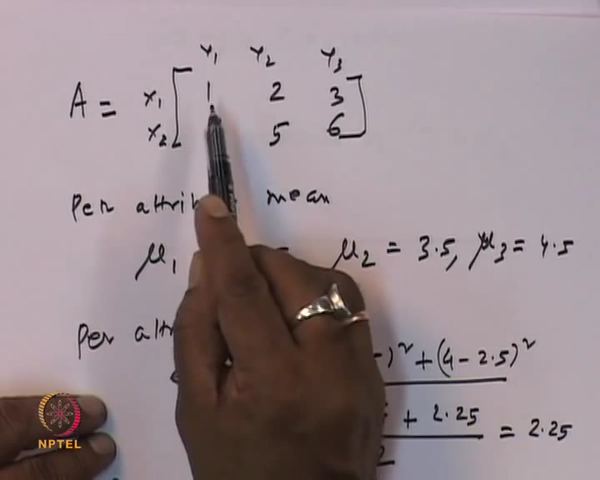 Y1 Y2 Y3
A = X1 [ 1 2 3 ]
X2 5 6
Per attrib mean
μ1 μ2 = 3.5, μ3 = 4.5
Per att
)² + (4 - 2.5)²
+ 2.25 = 2.25
2
NPTEL